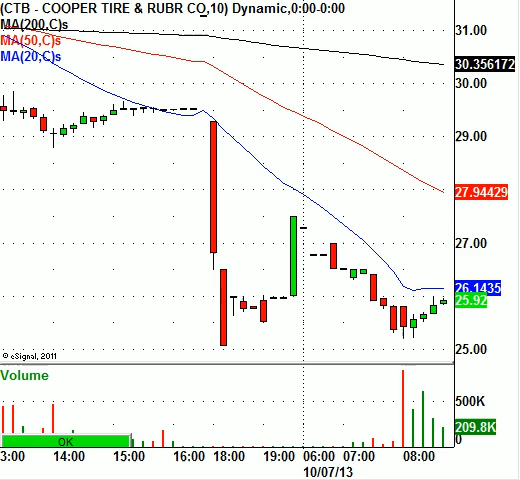 (CTB - COOPER TIRE & RUBR CO,10) Dynamic,0:00-0:00
MA(200,C)s
MA(50,C)s
MA(20,C)s
31.00
30.356172
30.00
29.00
27.94429
27.00
26.1435
25.92
25.00
© eSignal, 2011
Volume
500K
209.8K
0
OK
3:00 14:00 15:00 16:00 18:00 19:00 06:00 07:00 08:00
10/07/13